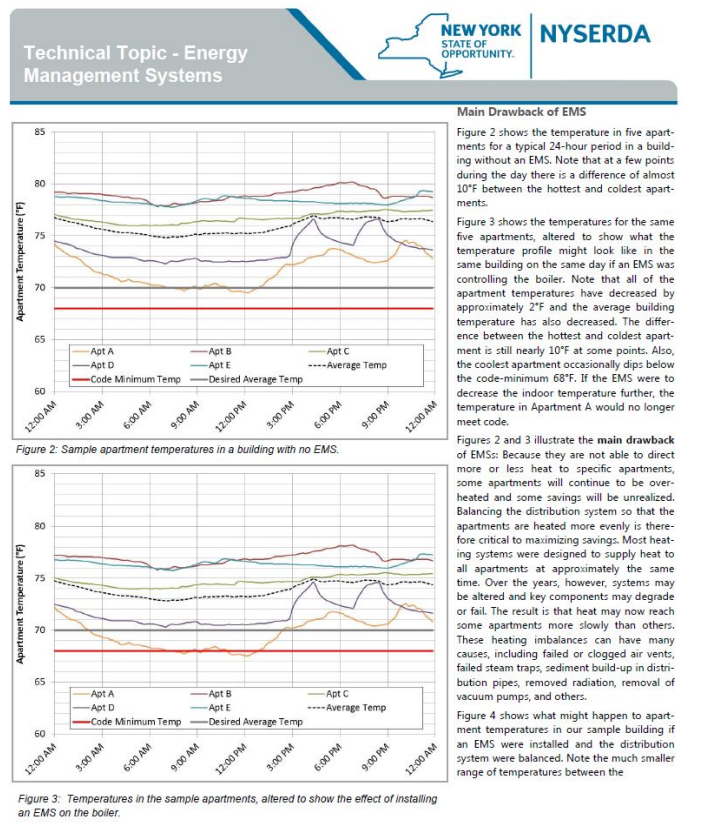 Technical Topic - Energy
Management Systems
NEW YORK
STATE OF
OPPORTUNITY.
NYSERDA
85
80
75
70
65
60
Apartment Temperature (°F)
Apt A
Apt B
Apt C
Apt D
Apt E
Average Temp
Code Minimum Temp
Desired Average Temp
12:00 AM
3:00 AM
6:00 AM
9:00 AM
12:00 PM
3:00 PM
6:00 PM
9:00 PM
12:00 AM
Figure 2: Sample apartment temperatures in a building with no EMS.
85
80
75
70
65
60
Apartment Temperature (°F)
Apt A
Apt B
Apt C
Apt D
Apt E
Average Temp
Code Minimum Temp
Desired Average Temp
12:00 AM
3:00 AM
6:00 AM
9:00 AM
12:00 PM
3:00 PM
6:00 PM
9:00 PM
12:00 AM
Figure 3: Temperatures in the sample apartments, altered to show the effect of installing
an EMS on the boiler.
Main Drawback of EMS
Figure 2 shows the temperature in five apart-
ments for a typical 24-hour period in a build-
ing without an EMS. Note that at a few points
during the day there is a difference of almost
10°F between the hottest and coldest apart-
ments.
Figure 3 shows the temperatures for the same
five apartments, altered to show what the
temperature profile might look like in the
same building on the same day if an EMS was
controlling the boiler. Note that all of the
apartment temperatures have decreased by
approximately 2°F and the average building
temperature has also decreased. The differ-
ence between the hottest and coldest apart-
ment is still nearly 10°F at some points. Also,
the coolest apartment occasionally dips below
the code-minimum 68°F. If the EMS were to
decrease the indoor temperature further, the
temperature in Apartment A would no longer
meet code.
Figures 2 and 3 illustrate the main drawback
of EMSs: Because they are not able to direct
more or less heat to specific apartments,
some apartments will continue to be over-
heated and some savings will be unrealized.
Balancing the distribution system so that the
apartments are heated more evenly is there-
fore critical to maximizing savings. Most heat-
ing systems were designed to supply heat to
all apartments at approximately the same
time. Over the years, however, systems may
be altered and key components may degrade
or fail. The result is that heat may now reach
some apartments more slowly than others.
These heating imbalances can have many
causes, including failed or clogged air vents,
failed steam traps, sediment build-up in distri-
bution pipes, removed radiation, removal of
vacuum pumps, and others.
Figure 4 shows what might happen to apart-
ment temperatures in our sample building if
an EMS were installed and the distribution
system were balanced. Note the much smaller
range of temperatures between the